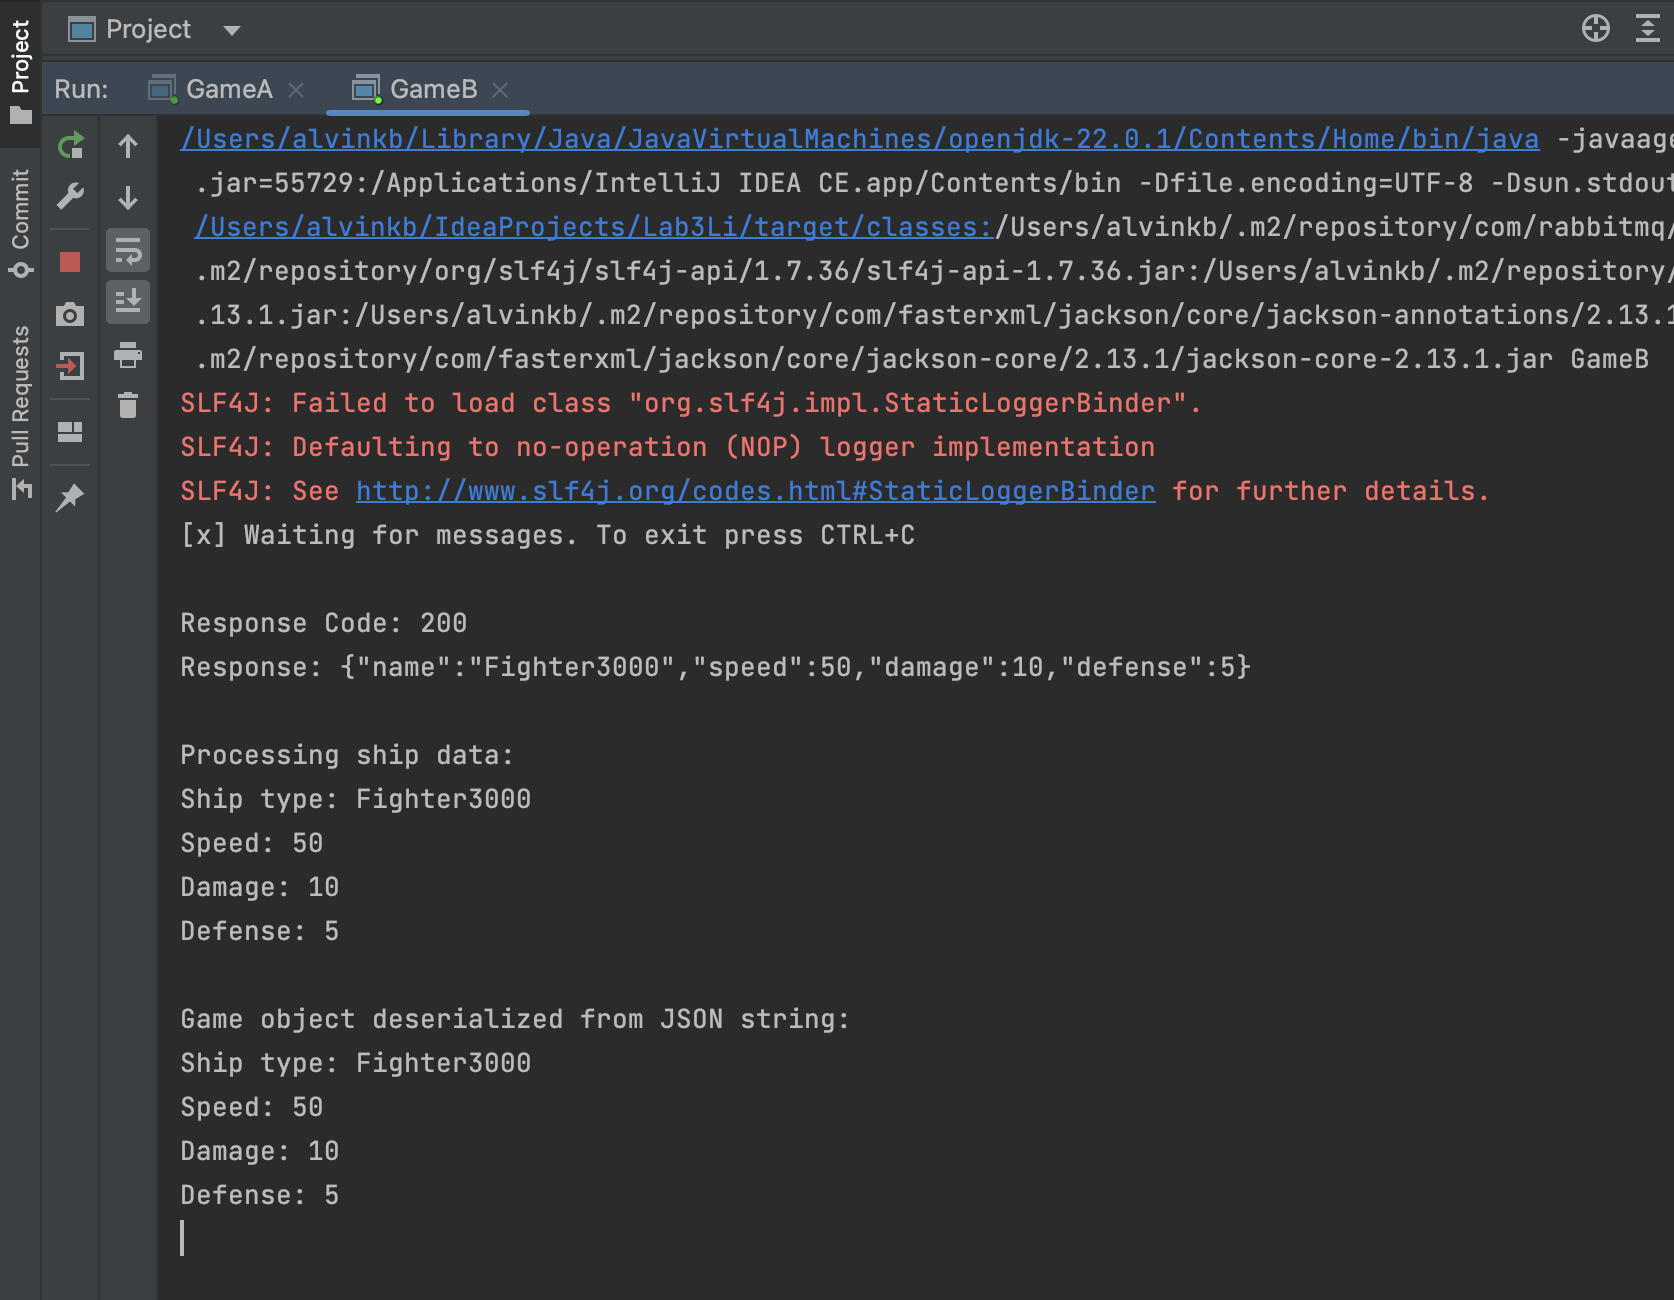 Project
Project
Commit
Pull Requests
Run: GameA GameB
/Users/alvinkb/Library/Java/JavaVirtualMachines/openjdk-22.0.1/Contents/Home/bin/java -javaage
.jar=55729:/Applications/IntelliJ IDEA CE.app/Contents/bin -Dfile.encoding=UTF-8 -Dsun.stdout
/Users/alvinkb/IdeaProjects/Lab3Li/target/classes:/Users/alvinkb/.m2/repository/com/rabbitmq/
.m2/repository/org/slf4j/slf4j-api/1.7.36/slf4j-api-1.7.36.jar:/Users/alvinkb/.m2/repository/
.13.1.jar:/Users/alvinkb/.m2/repository/com/fasterxml/jackson/core/jackson-annotations/2.13.1
.m2/repository/com/fasterxml/jackson/core/jackson-core/2.13.1/jackson-core-2.13.1.jar GameB
SLF4J: Failed to load class "org.slf4j.impl.StaticLoggerBinder".
SLF4J: Defaulting to no-operation (NOP) logger implementation
SLF4J: See http://www.slf4j.org/codes.html#StaticLoggerBinder for further details.
[x] Waiting for messages. To exit press CTRL+C
Response Code: 200
Response: {"name":"Fighter3000","speed":50,"damage":10,"defense":5}
Processing ship data:
Ship type: Fighter3000
Speed: 50
Damage: 10
Defense: 5
Game object deserialized from JSON string:
Ship type: Fighter3000
Speed: 50
Damage: 10
Defense: 5